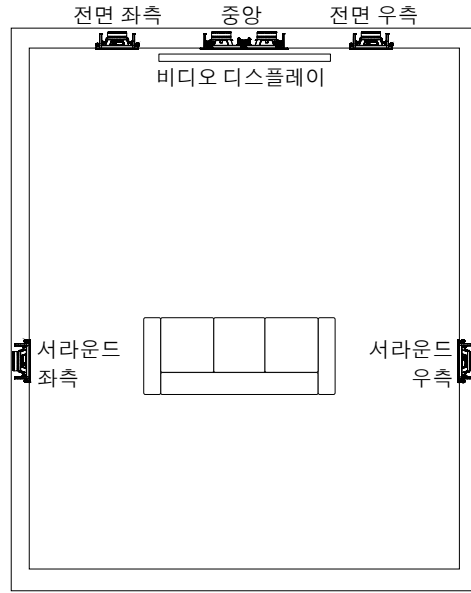 전면 좌측
중앙
전면 우측
비디오 디스플레이
서라운드
좌측
서라운드
우측